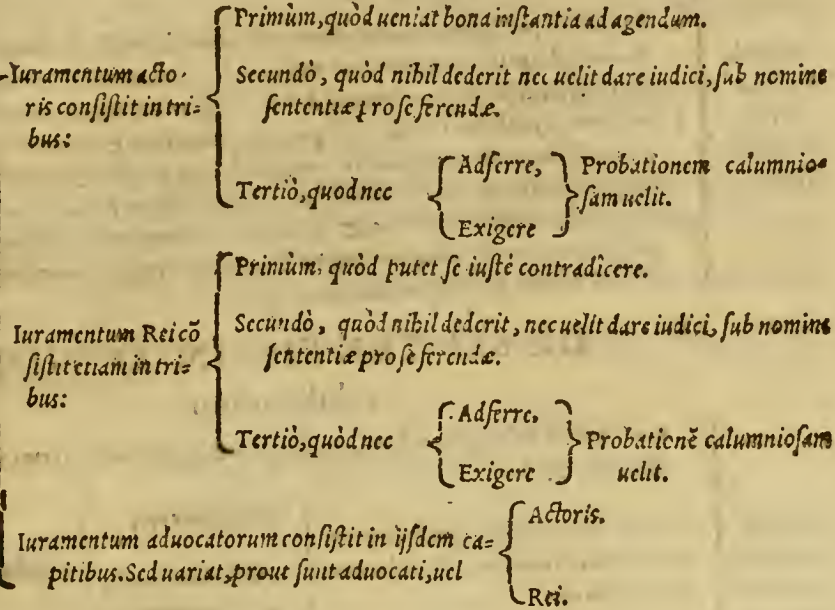 Primùm, quòd ueniat bona instantia ad agendum.
Iuramentum acto-
ris consistit in tri=
bus:
Secundò, quòd nihil dederit nec uelit dare iudici, sub nomine
sententiæ pro se ferendæ.
Tertiò, quod nec
Adferre,
Exigere
Probationem calumnio=
sam uelit.
Primùm, quòd putet se iustè contradicere.
Iuramentum Rei cõ
sistit etiam in tri=
bus:
Secundò, quòd nihil dederit, nec uelit dare iudici, sub nomine
sententiæ pro se ferendæ.
Tertiò, quòd nec
Adferre,
Exigere
Probationē calumniosam
uelit.
Iuramentum aduocatorum consistit in ijsdem ca=
pitibus. Sed uariat, prout sunt aduocati, uel
Actoris.
Rei.